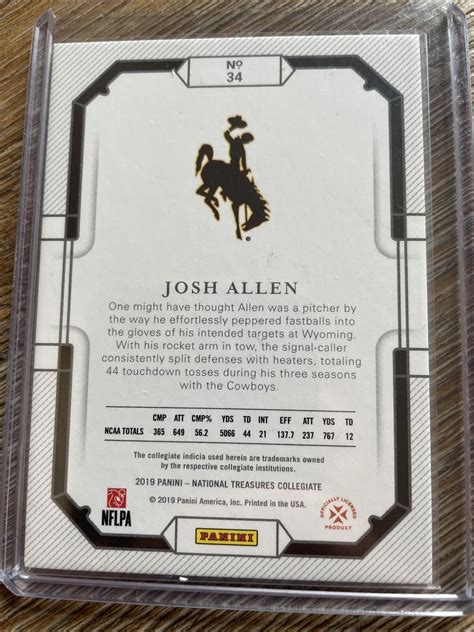 Nº
34
JOSH ALLEN
One might have thought Allen was a pitcher by
the way he effortlessly peppered fastballs into
the gloves of his intended targets at Wyoming.
With his rocket arm in tow, the signal-caller
consistently split defenses with heaters, totaling
44 touchdown tosses during his three seasons
with the Cowboys.
CMP ATT CMP% YDS TD INT EFF ATT YDS TD
NCAA TOTALS 365 649 56.2 5066 44 21 137.7 237 767 12
The collegiate indicia used herein are trademarks owned
by the respective collegiate institutions.
2019 PANINI – NATIONAL TREASURES COLLEGIATE
© 2019 Panini America, Inc. Printed in the USA.
NFLPA
PANINI
OFFICIALLY LICENSED
PRODUCT